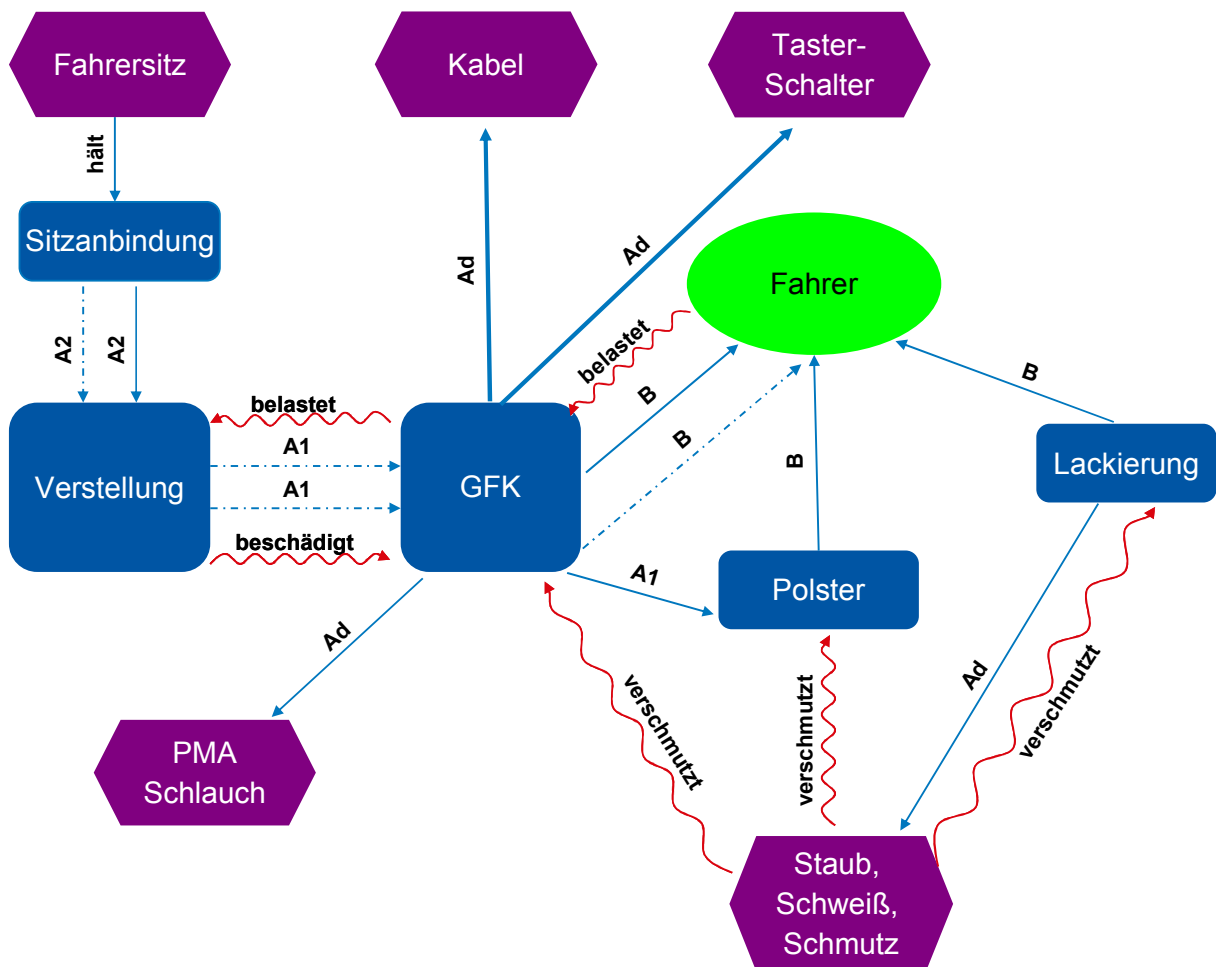 Fahrersitz
Kabel
Taster-
Schalter
hält
Sitzanbindung
Ad
Ad
Fahrer
A2
A2
belastet
B
belastet
B
B
B
Lackierung
A1
Verstellung
GFK
A1
beschädigt
A1
Polster
Ad
Ad
verschmutzt
verschmutzt
verschmutzt
PMA
Schlauch
Staub,
Schweiß,
Schmutz